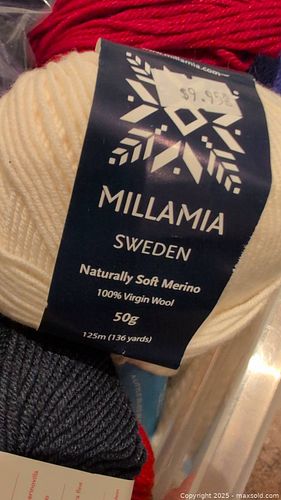 www.millamia.com
$9.95
MILLAMIA
SWEDEN
Naturally Soft Merino
100% Virgin Wool
50g
125m (136 yards)
Copyright 2025 - maxsold.com